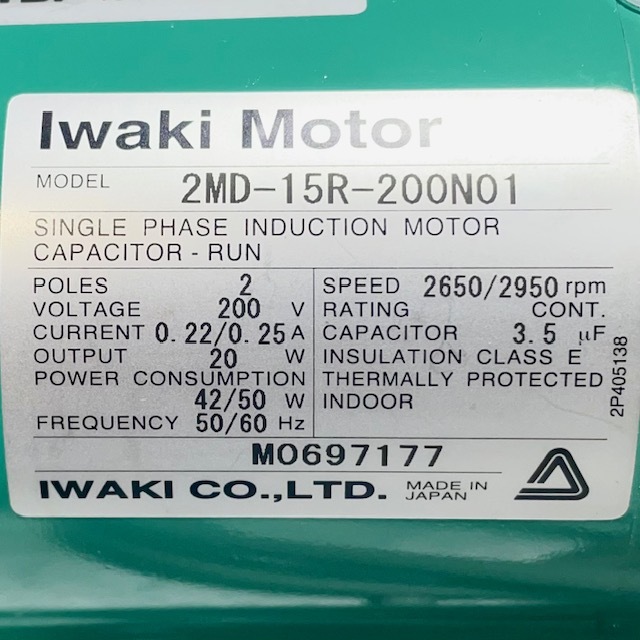 Iwaki Motor
MODEL 2MD-15R-200N01
SINGLE PHASE INDUCTION MOTOR
CAPACITOR - RUN
POLES 2
VOLTAGE 200 V
CURRENT 0.22/0.25 A
OUTPUT 20 W
POWER CONSUMPTION
42/50 W
FREQUENCY 50/60 Hz
SPEED 2650/2950 rpm
RATING CONT.
CAPACITOR 3.5 μF
INSULATION CLASS E
THERMALLY PROTECTED
INDOOR
2P405138
M0697177
IWAKI CO.,LTD. MADE IN
JAPAN